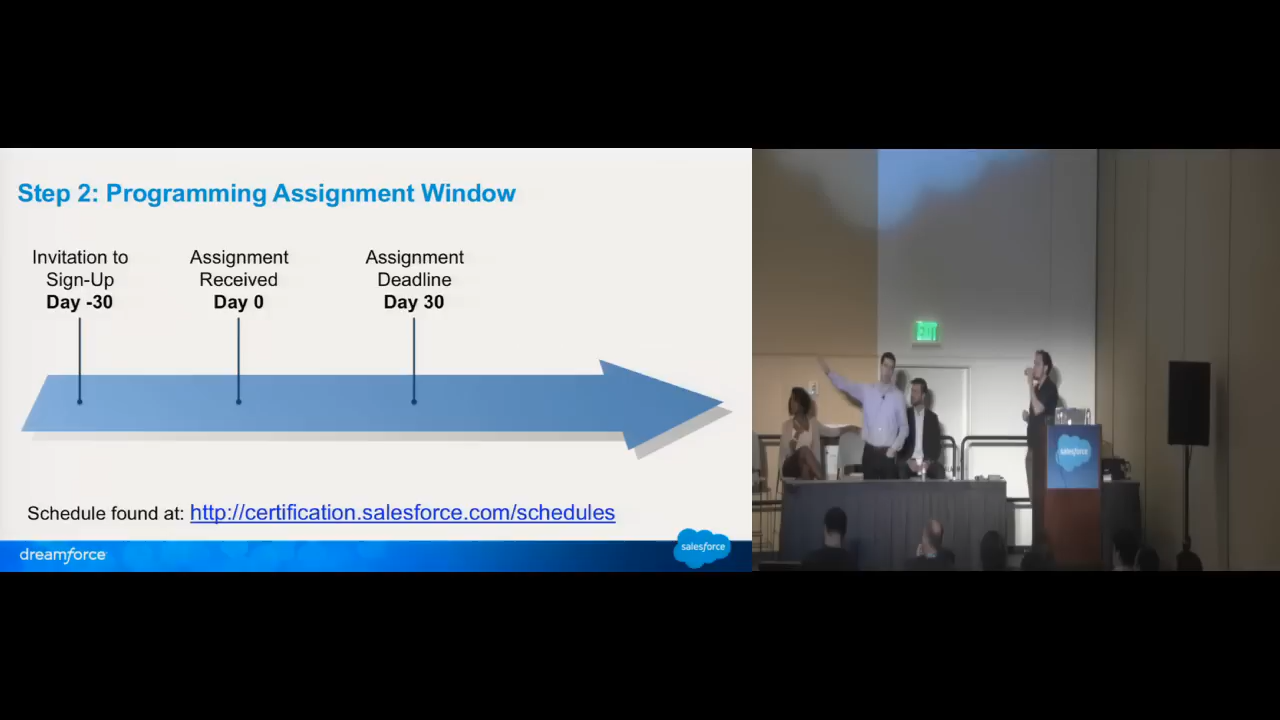 Step 2: Programming Assignment Window
Invitation to
Sign-Up
Day -30
Assignment
Received
Day 0
Assignment
Deadline
Day 30
Schedule found at: http://certification.salesforce.com/schedules
dreamforce
salesforce
EXIT
salesforce